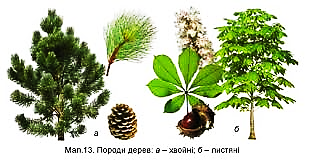 а
б
Мал.13. Породи дерев: а – хвойні; б – листяні